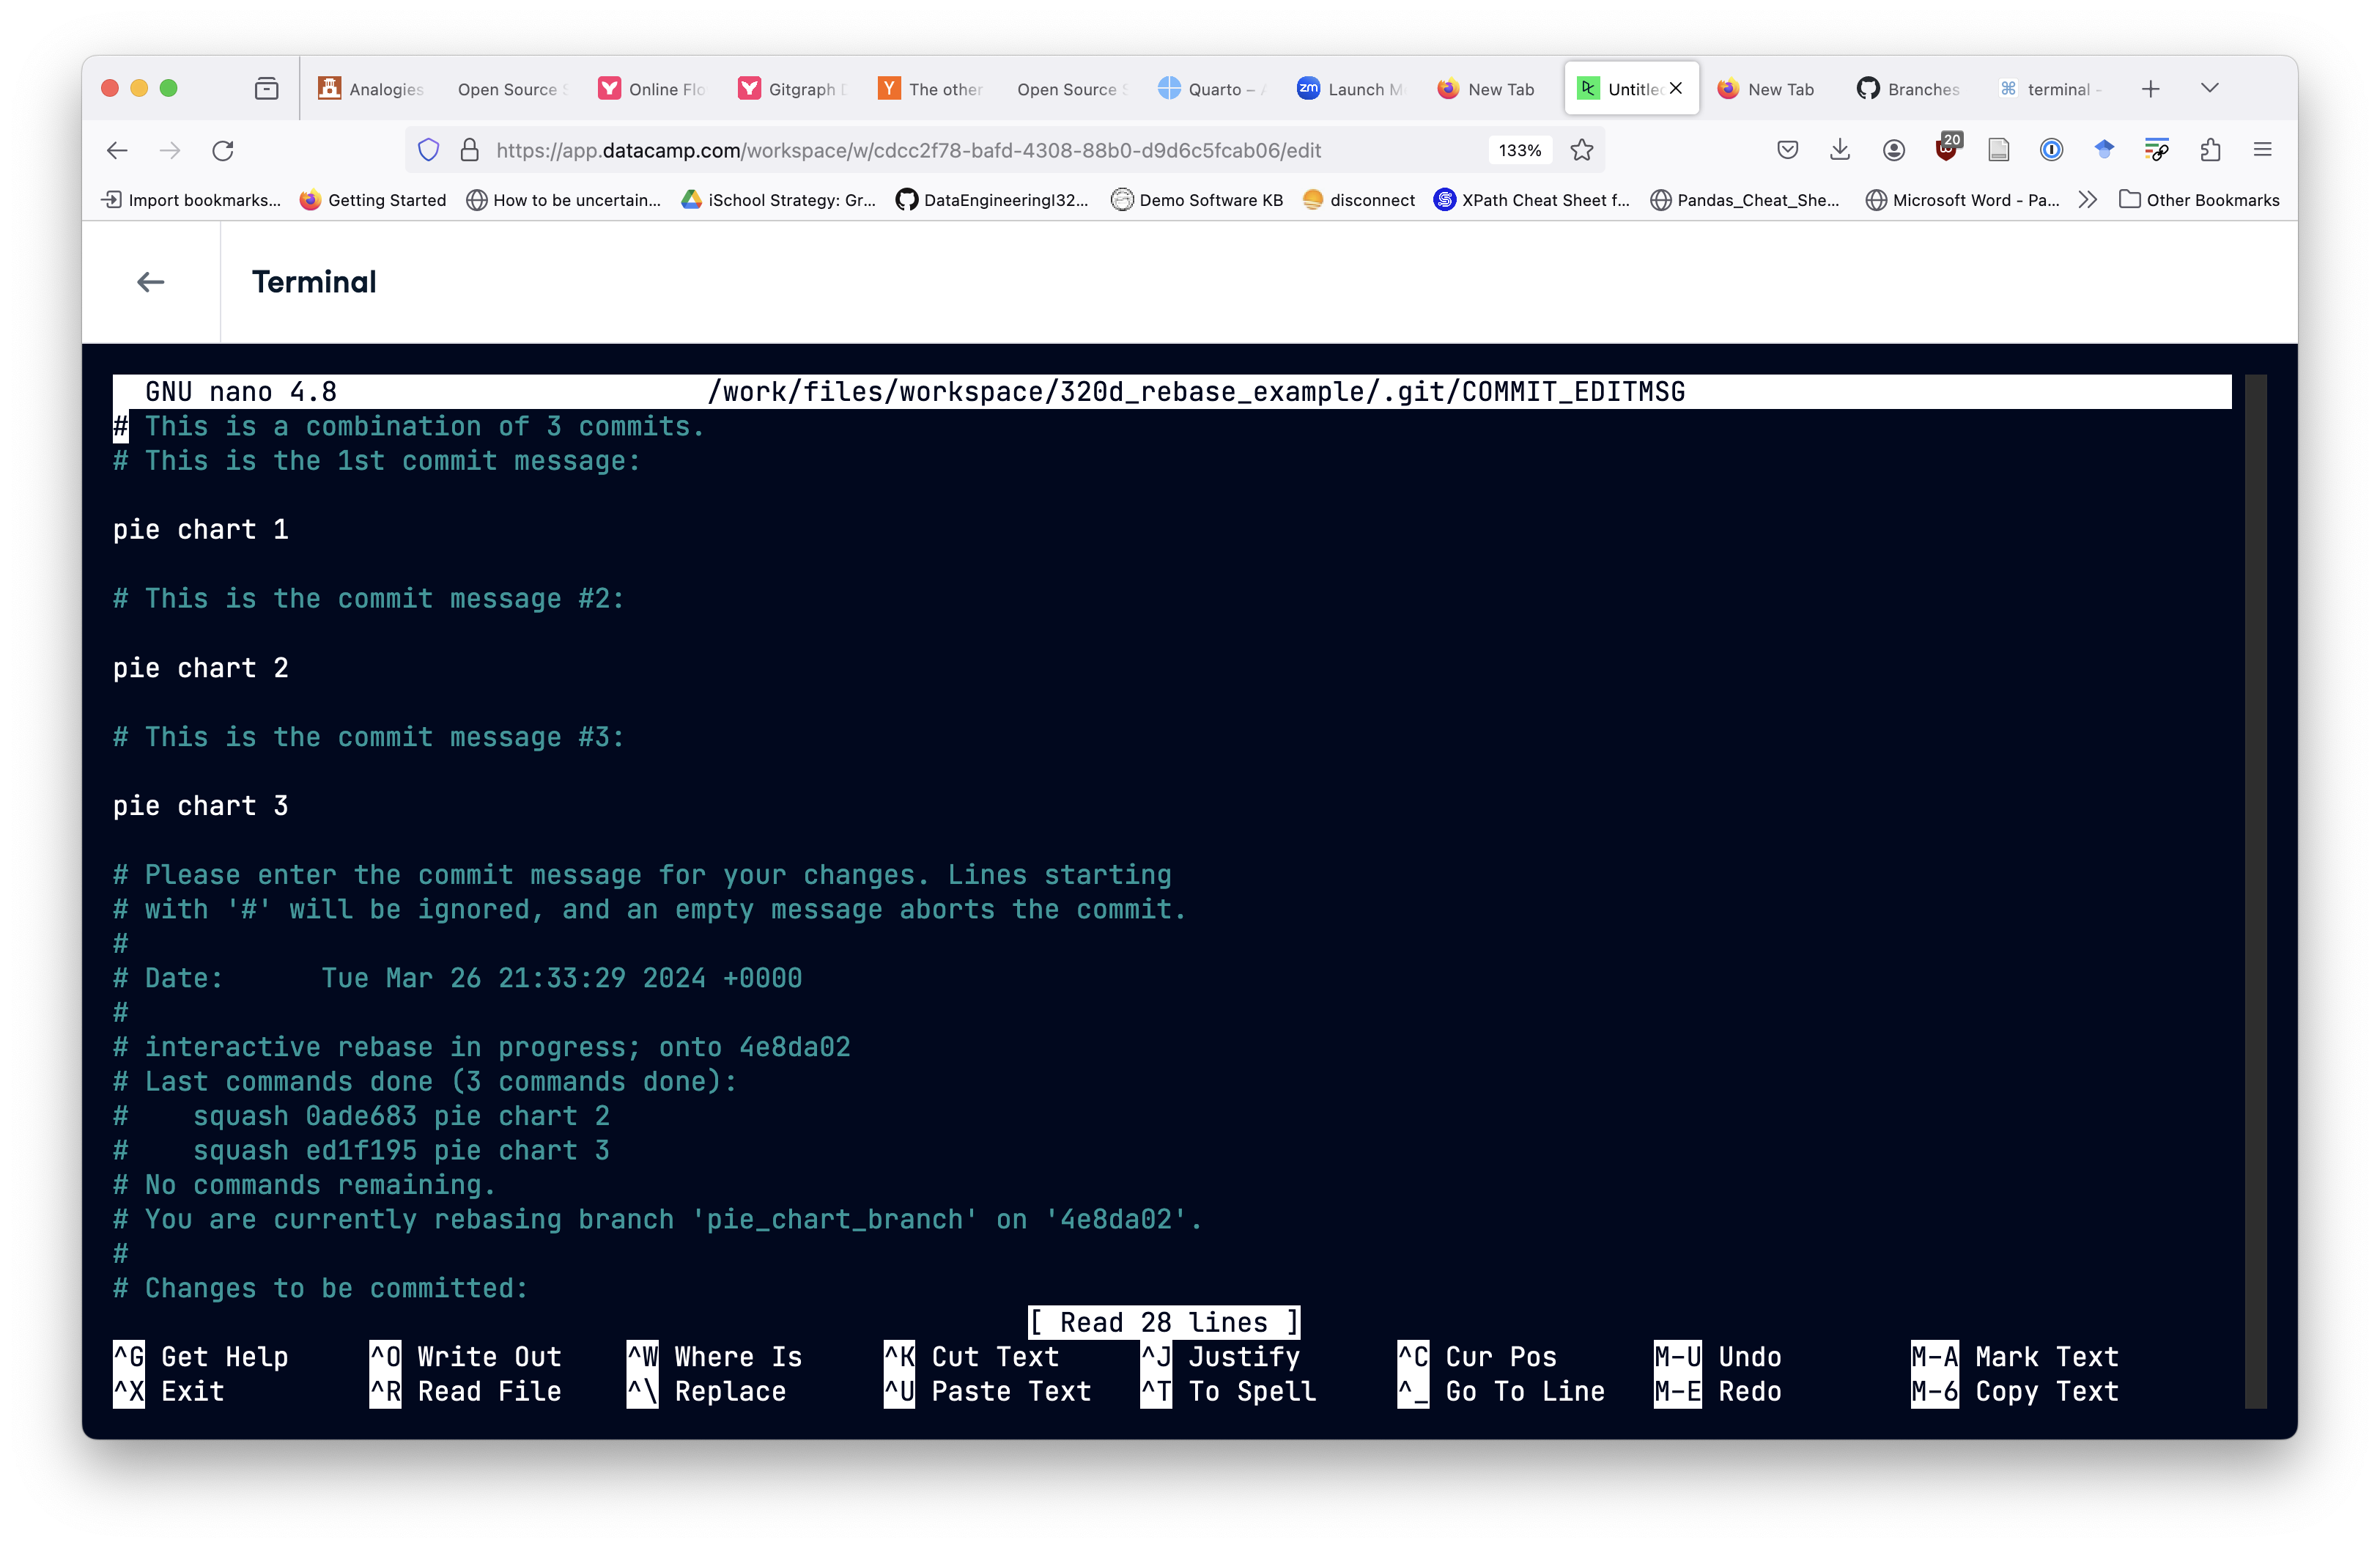 Analogies
Open Source
Online Flo
Gitgraph
The other
Open Source
Quarto –
Launch M
New Tab
Untitled
New Tab
Branches
terminal -
https://app.datacamp.com/workspace/w/cdcc2f78-bafd-4308-88b0-d9d6c5fcab06/edit
133%
20
Import bookmarks...
Getting Started
How to be uncertain...
iSchool Strategy: Gr...
DataEngineeringI32...
Demo Software KB
disconnect
XPath Cheat Sheet f...
Pandas_Cheat_She...
Microsoft Word - Pa...
Other Bookmarks
Terminal
GNU nano 4.8 /work/files/workspace/320d_rebase_example/.git/COMMIT_EDITMSG
# This is a combination of 3 commits.
# This is the 1st commit message:
pie chart 1
# This is the commit message #2:
pie chart 2
# This is the commit message #3:
pie chart 3
# Please enter the commit message for your changes. Lines starting
# with '#' will be ignored, and an empty message aborts the commit.
#
# Date:      Tue Mar 26 21:33:29 2024 +0000
#
# interactive rebase in progress; onto 4e8da02
# Last commands done (3 commands done):
#    squash 0ade683 pie chart 2
#    squash ed1f195 pie chart 3
# No commands remaining.
# You are currently rebasing branch 'pie_chart_branch' on '4e8da02'.
#
# Changes to be committed:
[ Read 28 lines ]
^G Get Help ^O Write Out ^W Where Is ^K Cut Text ^J Justify ^C Cur Pos M-U Undo M-A Mark Text
^X Exit ^R Read File ^\ Replace ^U Paste Text ^T To Spell ^_ Go To Line M-E Redo M-6 Copy Text